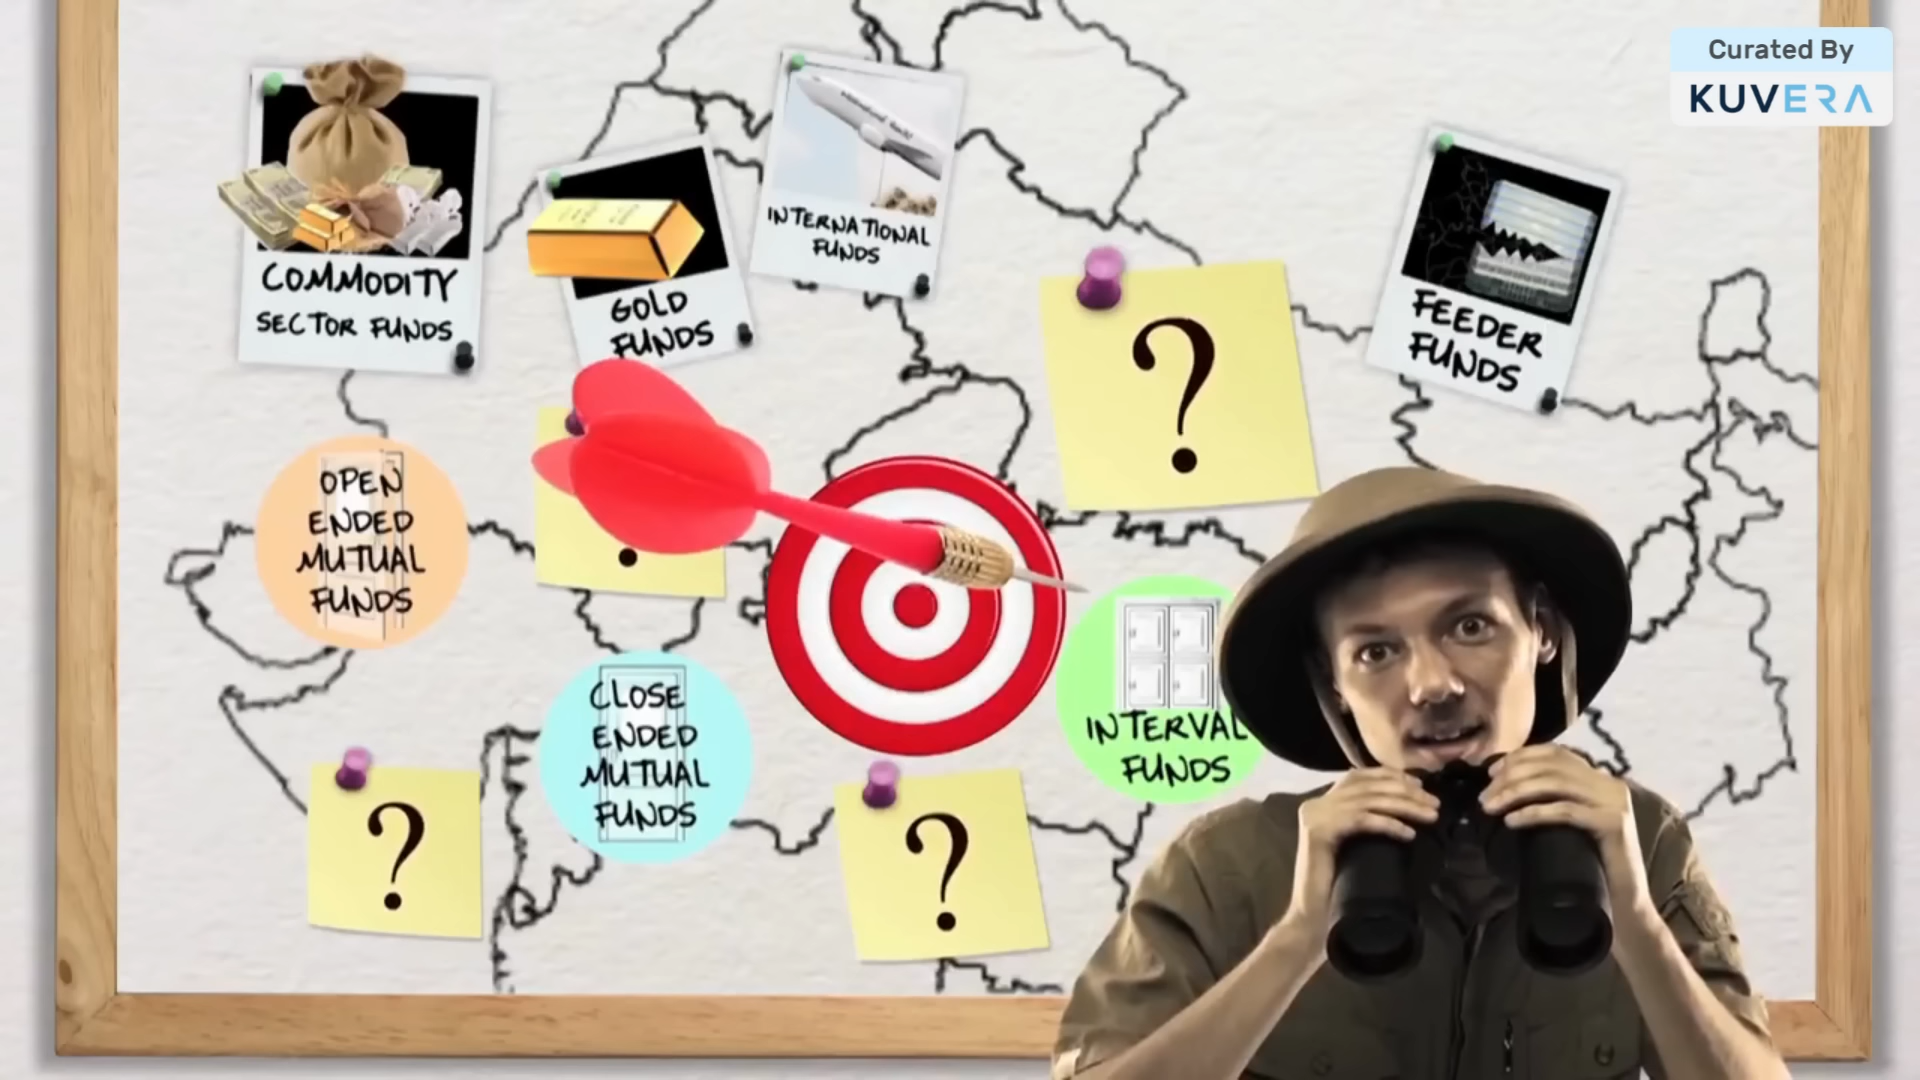 Curated By
KUVERA
COMMODITY
SECTOR FUNDS
GOLD
FUNDS
INTERNATIONAL
FUNDS
?
FEEDER
FUNDS
OPEN
ENDED
MUTUAL
FUNDS
CLOSE
ENDED
MUTUAL
FUNDS
INTERVAL
FUNDS
?
?